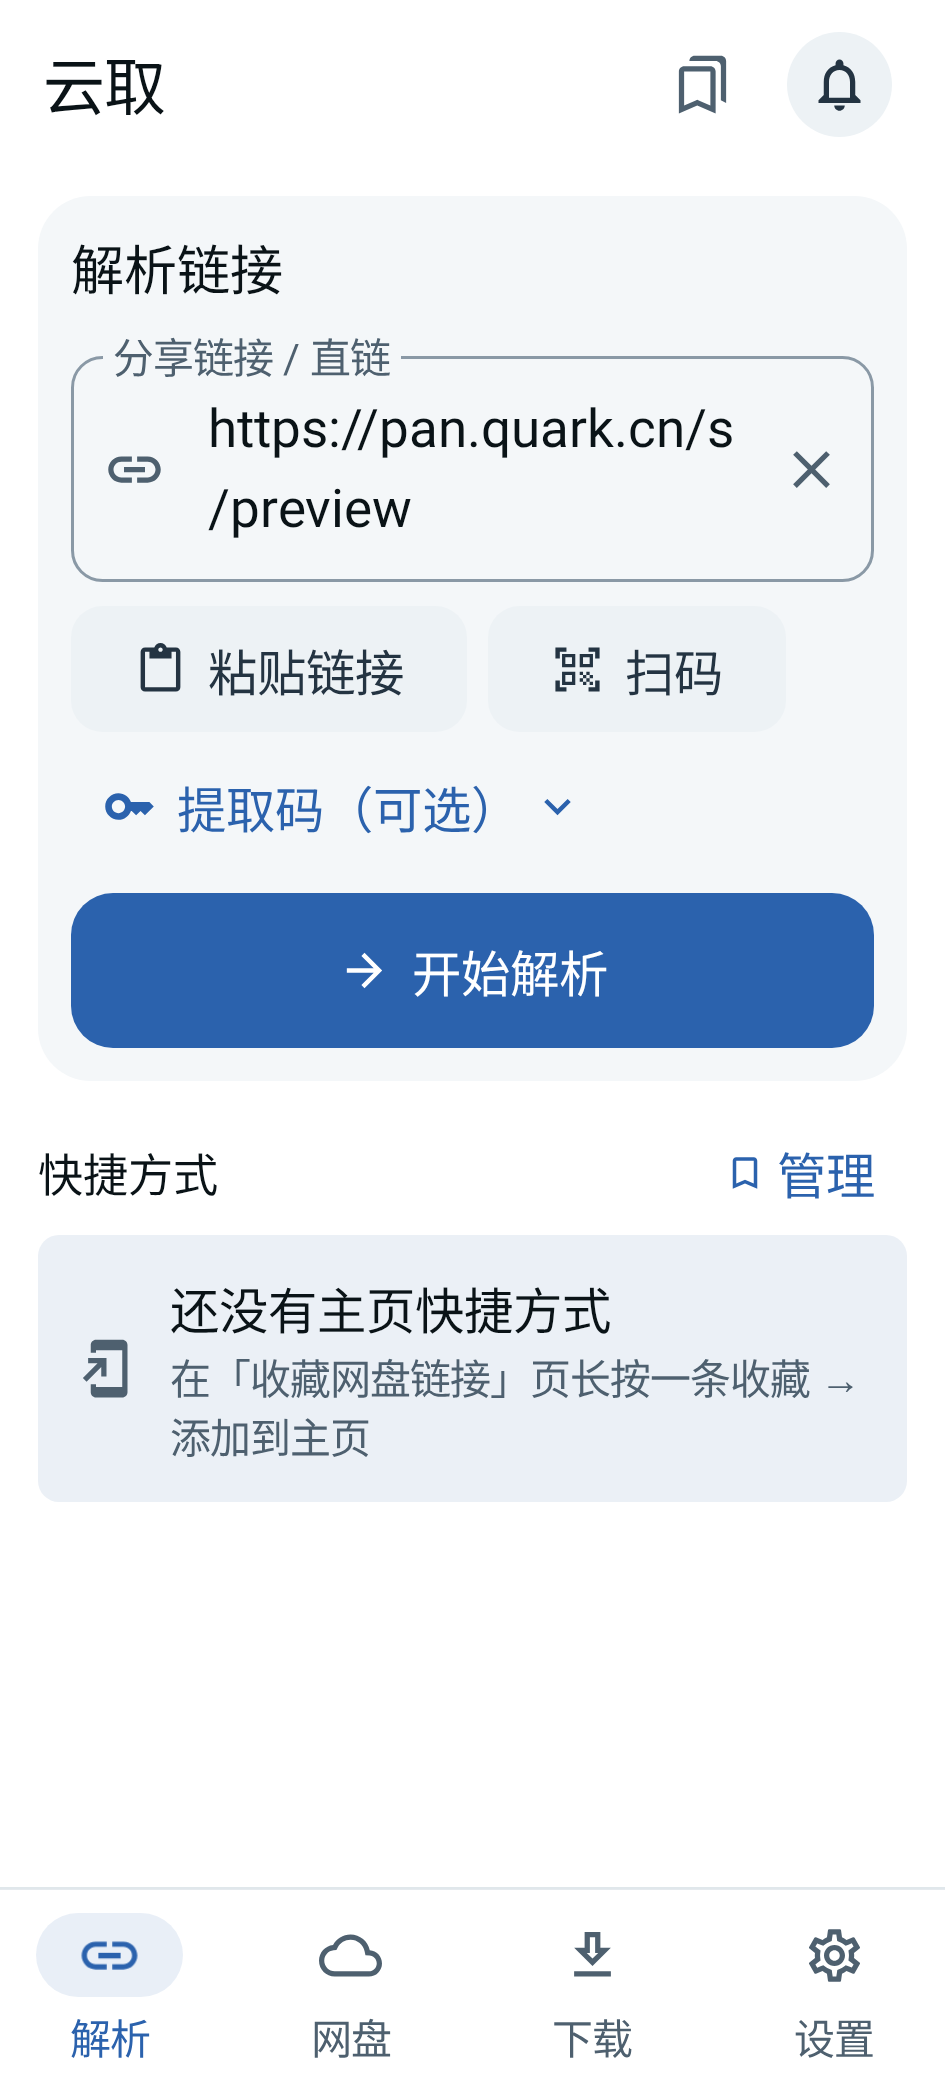 云取
解析链接
分享链接 / 直链
https://pan.quark.cn/s
/preview
粘贴链接
扫码
提取码（可选）
开始解析
快捷方式
管理
还没有主页快捷方式
在「收藏网盘链接」页长按一条收藏 →
添加到主页
解析
网盘
下载
设置